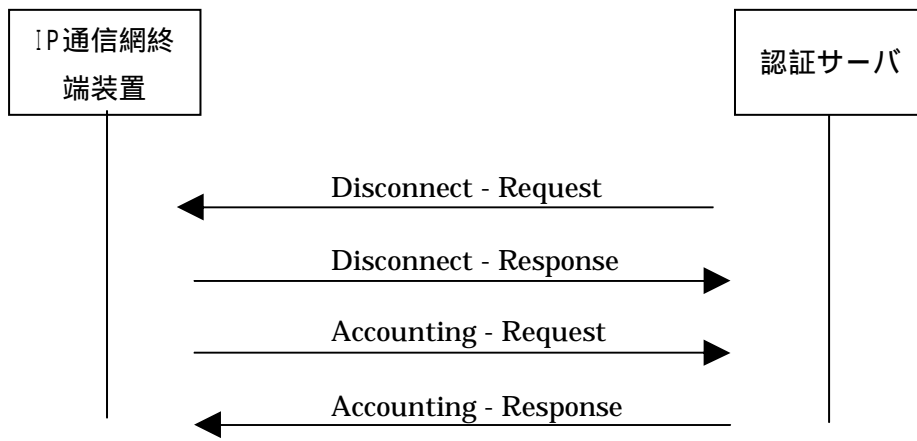 IP通信網終
端装置
認証サーバ
Disconnect - Request
Disconnect - Response
Accounting - Request
Accounting - Response